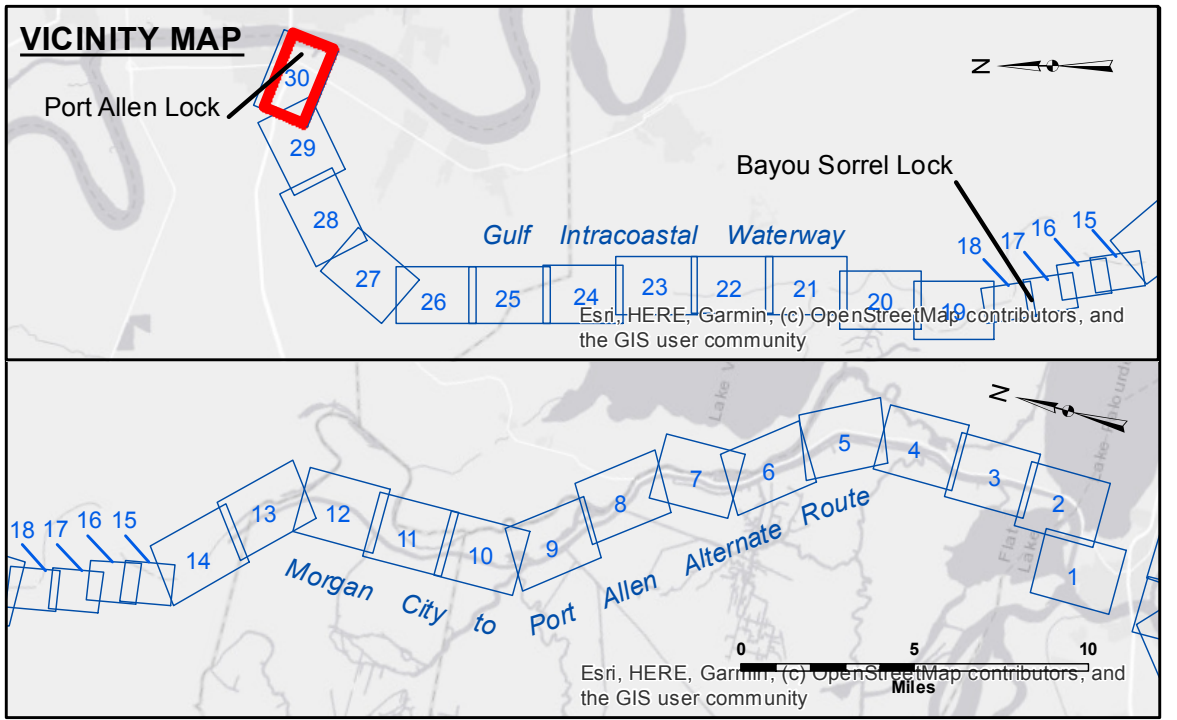 VICINITY MAP
30
Port Allen Lock
29
28
27
26
25
24
23
22
21
20
19
18
17
16
15
Bayou Sorrel Lock
Gulf Intracoastal Waterway
N
Esri, HERE, Garmin, (c) OpenStreetMap contributors, and
the GIS user community
N
18
17
16
15
14
13
12
11
10
9
8
7
6
5
4
3
2
1
Lake
Flat
Lake
Lake
Morgan City to Port Allen Alternate Route
0 5 10
Miles
Esri, HERE, Garmin, (c) OpenStreetMap contributors, and
the GIS user community